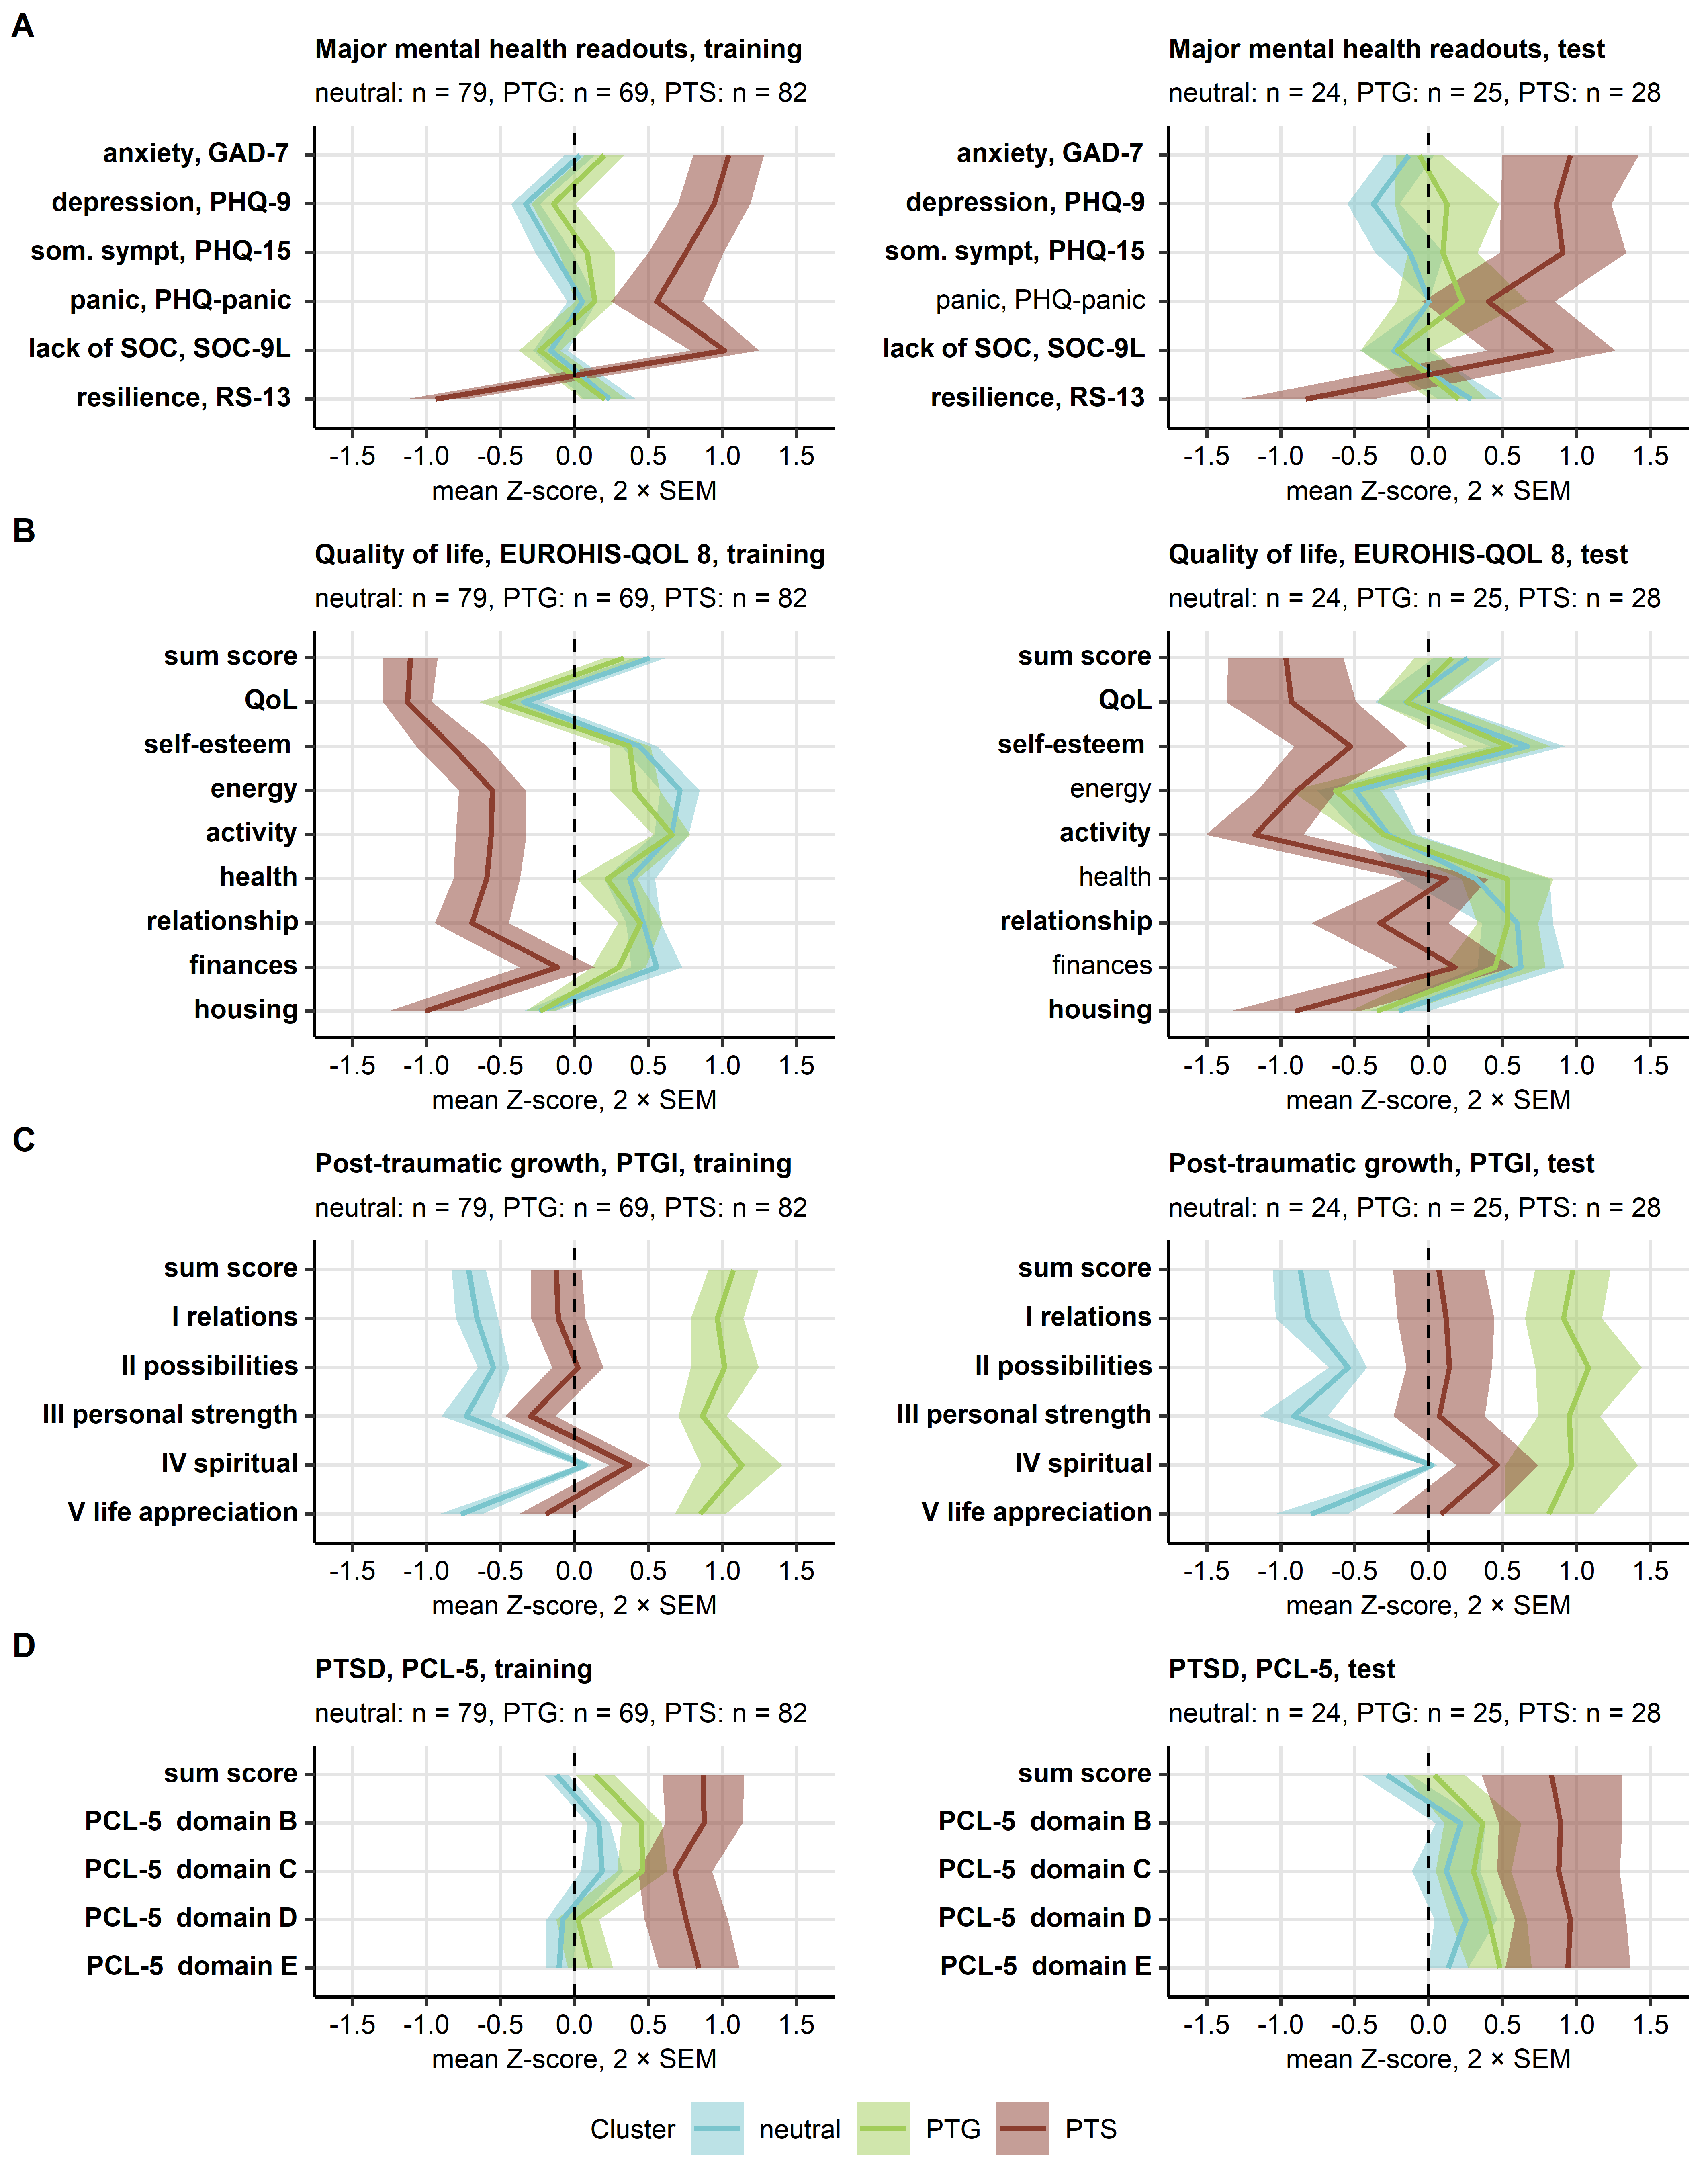 A
Major mental health readouts, training
neutral: n = 79, PTG: n = 69, PTS: n = 82
anxiety, GAD-7
depression, PHQ-9
som. sympt, PHQ-15
panic, PHQ-panic
lack of SOC, SOC-9L
resilience, RS-13
-1.5 -1.0 -0.5 0.0 0.5 1.0 1.5
mean Z-score, 2 × SEM
Major mental health readouts, test
neutral: n = 24, PTG: n = 25, PTS: n = 28
anxiety, GAD-7
depression, PHQ-9
som. sympt, PHQ-15
panic, PHQ-panic
lack of SOC, SOC-9L
resilience, RS-13
-1.5 -1.0 -0.5 0.0 0.5 1.0 1.5
mean Z-score, 2 × SEM
B
Quality of life, EUROHIS-QOL 8, training
neutral: n = 79, PTG: n = 69, PTS: n = 82
sum score
QoL
self-esteem
energy
activity
health
relationship
finances
housing
-1.5 -1.0 -0.5 0.0 0.5 1.0 1.5
mean Z-score, 2 × SEM
Quality of life, EUROHIS-QOL 8, test
neutral: n = 24, PTG: n = 25, PTS: n = 28
sum score
QoL
self-esteem
energy
activity
health
relationship
finances
housing
-1.5 -1.0 -0.5 0.0 0.5 1.0 1.5
mean Z-score, 2 × SEM
C
Post-traumatic growth, PTGI, training
neutral: n = 79, PTG: n = 69, PTS: n = 82
sum score
I relations
II possibilities
III personal strength
IV spiritual
V life appreciation
-1.5 -1.0 -0.5 0.0 0.5 1.0 1.5
mean Z-score, 2 × SEM
Post-traumatic growth, PTGI, test
neutral: n = 24, PTG: n = 25, PTS: n = 28
sum score
I relations
II possibilities
III personal strength
IV spiritual
V life appreciation
-1.5 -1.0 -0.5 0.0 0.5 1.0 1.5
mean Z-score, 2 × SEM
D
PTSD, PCL-5, training
neutral: n = 79, PTG: n = 69, PTS: n = 82
sum score
PCL-5 domain B
PCL-5 domain C
PCL-5 domain D
PCL-5 domain E
-1.5 -1.0 -0.5 0.0 0.5 1.0 1.5
mean Z-score, 2 × SEM
PTSD, PCL-5, test
neutral: n = 24, PTG: n = 25, PTS: n = 28
sum score
PCL-5 domain B
PCL-5 domain C
PCL-5 domain D
PCL-5 domain E
-1.5 -1.0 -0.5 0.0 0.5 1.0 1.5
mean Z-score, 2 × SEM
Cluster neutral PTG PTS